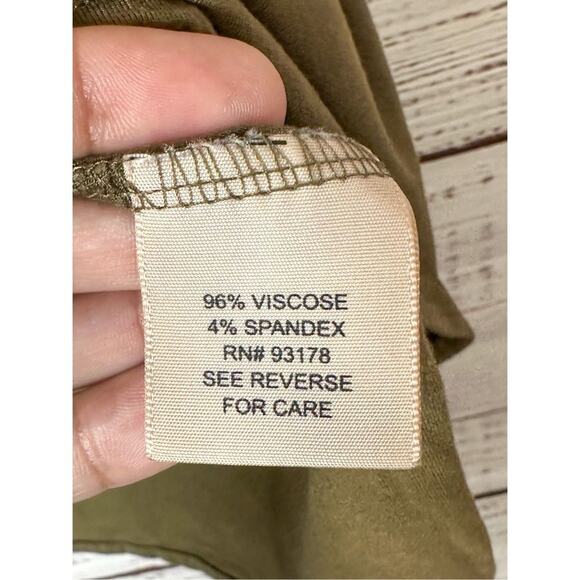 96% VISCOSE
4% SPANDEX
RN# 93178
SEE REVERSE
FOR CARE